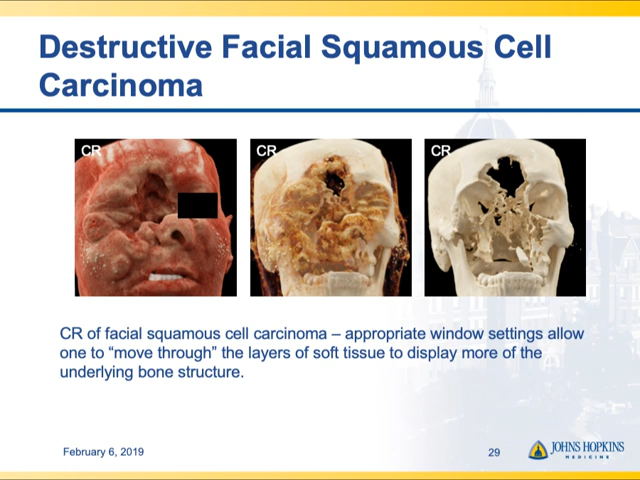 Destructive Facial Squamous Cell
Carcinoma
CR
CR
CR
CR of facial squamous cell carcinoma – appropriate window settings allow
one to “move through” the layers of soft tissue to display more of the
underlying bone structure.
February 6, 2019
29
JOHNS HOPKINS
MEDICINE